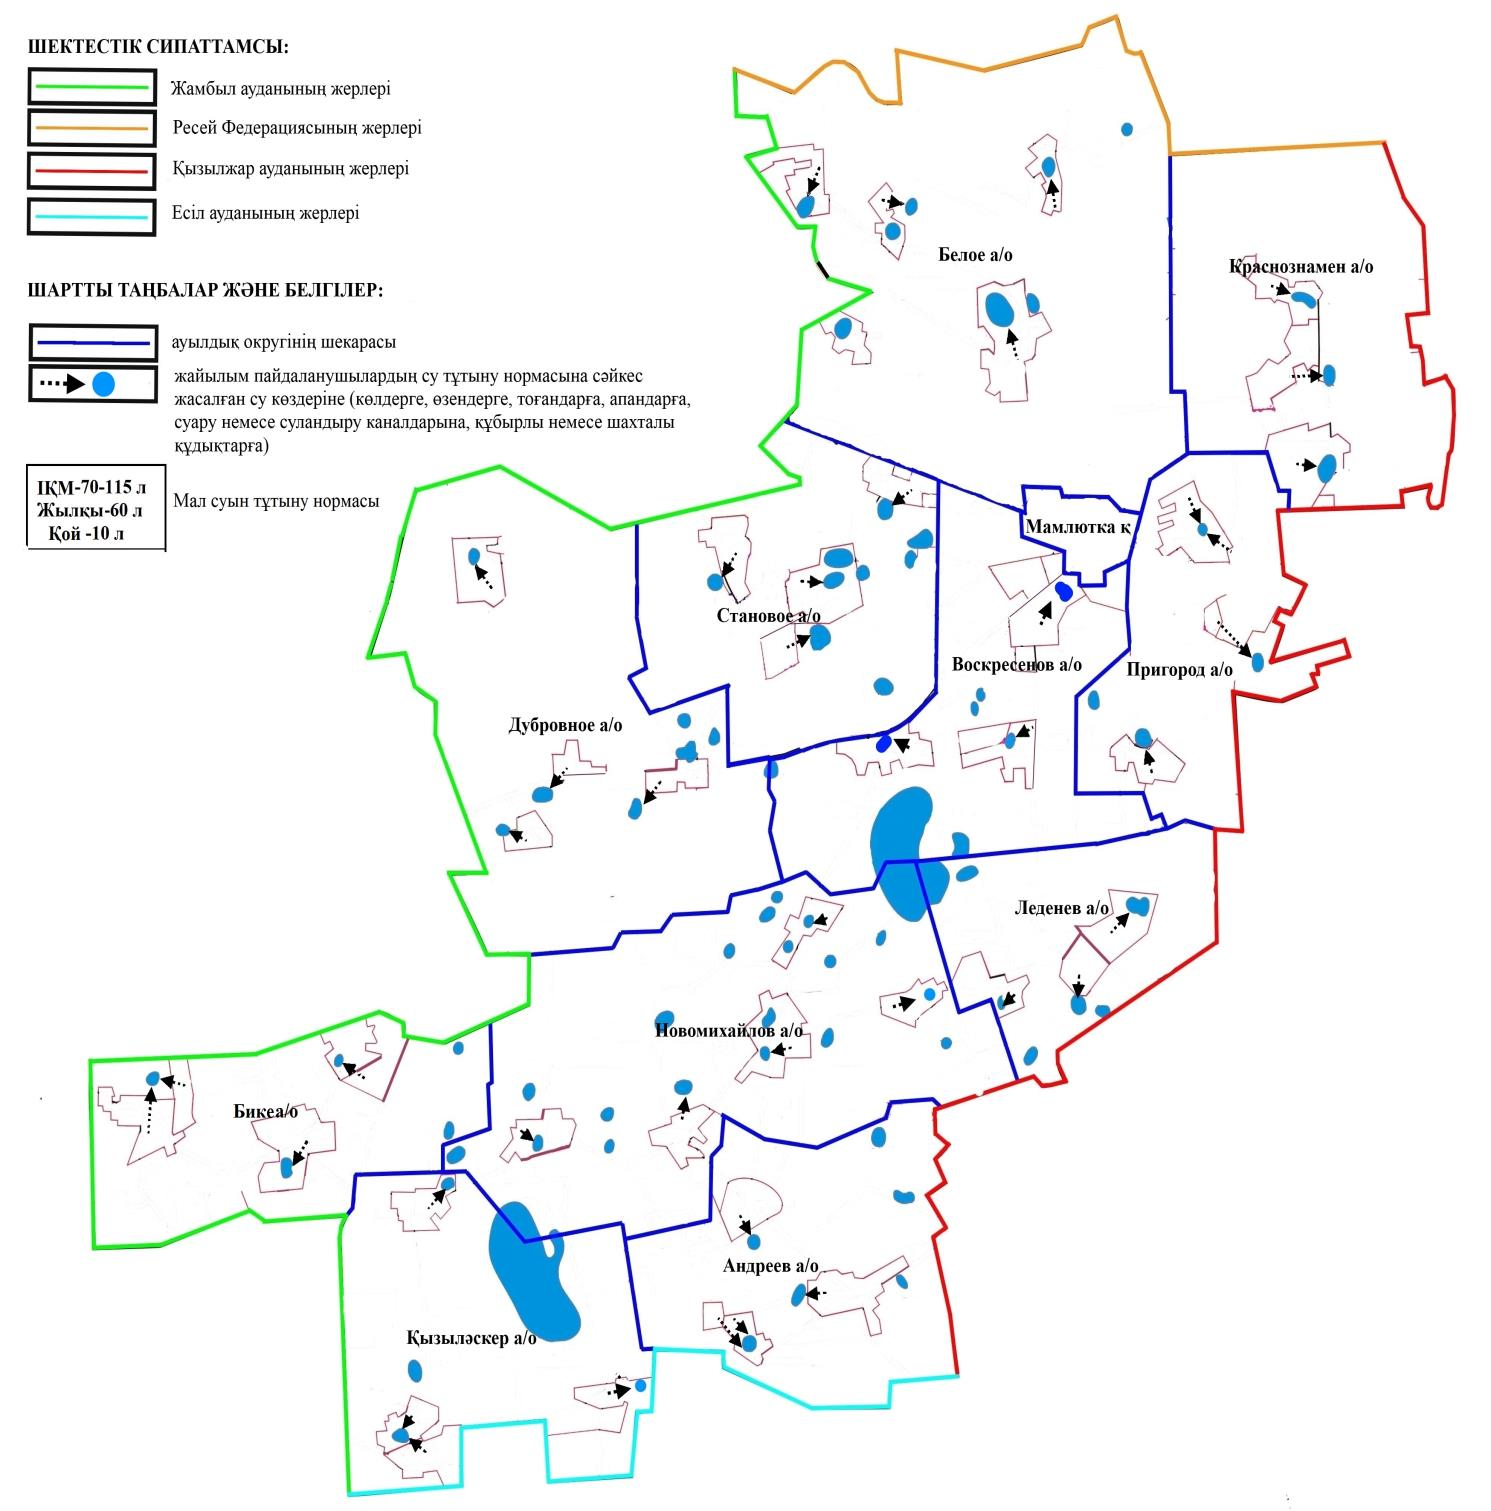 ШЕКТЕСТІК СИПАТТАМСЫ:
Жамбыл ауданының жерлері
Ресей Федерациясының жерлері
Қызылжар ауданының жерлері
Есіл ауданының жерлері
ШАРТТЫ ТАҢБАЛАР ЖӘНЕ БЕЛГІЛЕР:
ауылдық округінің шекарасы
жайылым пайдаланушылардың су тұтыну нормасына сәйкес
жасалған су көздеріне (көлдерге, өзендерге, тоғандарға, апандарға,
суару немесе суландыру каналдарына, құбырлы немесе шахталы
құдықтарға)
ІҚМ-70-115 л
Жылқы-60 л
Қой -10 л
Мал суын тұтыну нормасы
Белое а/о
Краснознамен а/о
Мамлютка қ
Становое а/о
Воскресенов а/о
Пригород а/о
Дубровное а/о
Леденев а/о
Новомихайлов а/о
Бикеа/о
Андреев а/о
Қызыләскер а/о